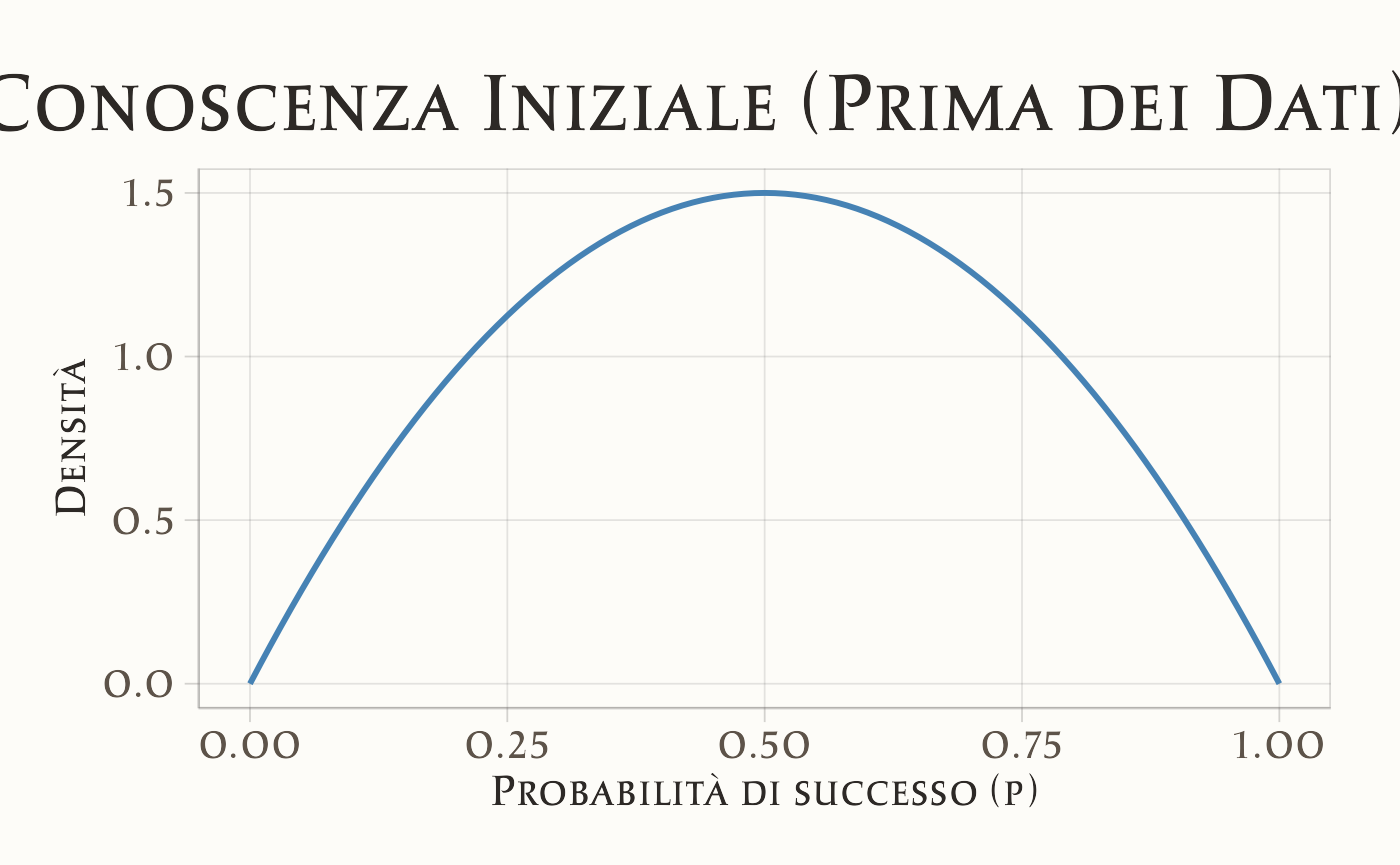 Conoscenza Iniziale (Prima dei Dati)
1.5
1.0
0.5
0.0
Densità
0.00 0.25 0.50 0.75 1.00
Probabilità di successo (p)